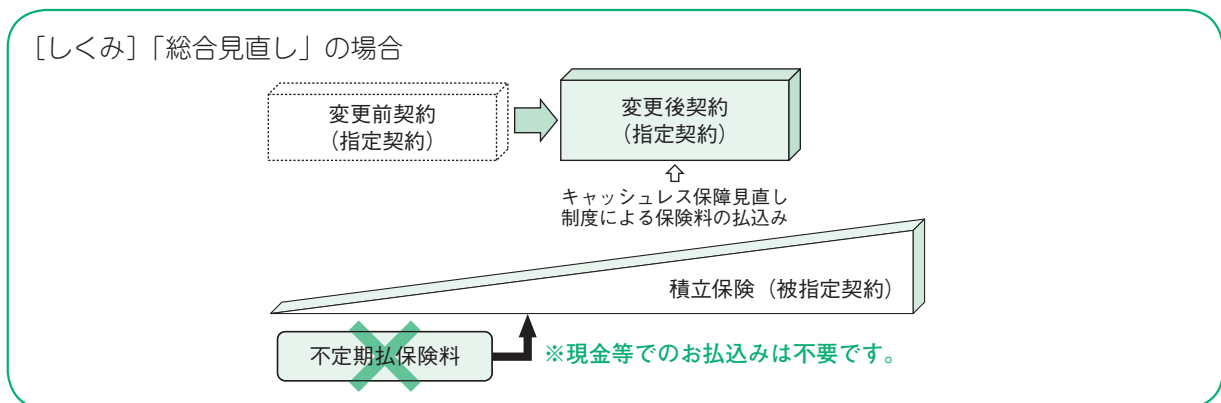 ［しくみ］「総合見直し」の場合
変更前契約
（指定契約）
変更後契約
（指定契約）
キャッシュレス保障見直し
制度による保険料の払込み
積立保険（被指定契約）
不定期払保険料
※現金等でのお払込みは不要です。